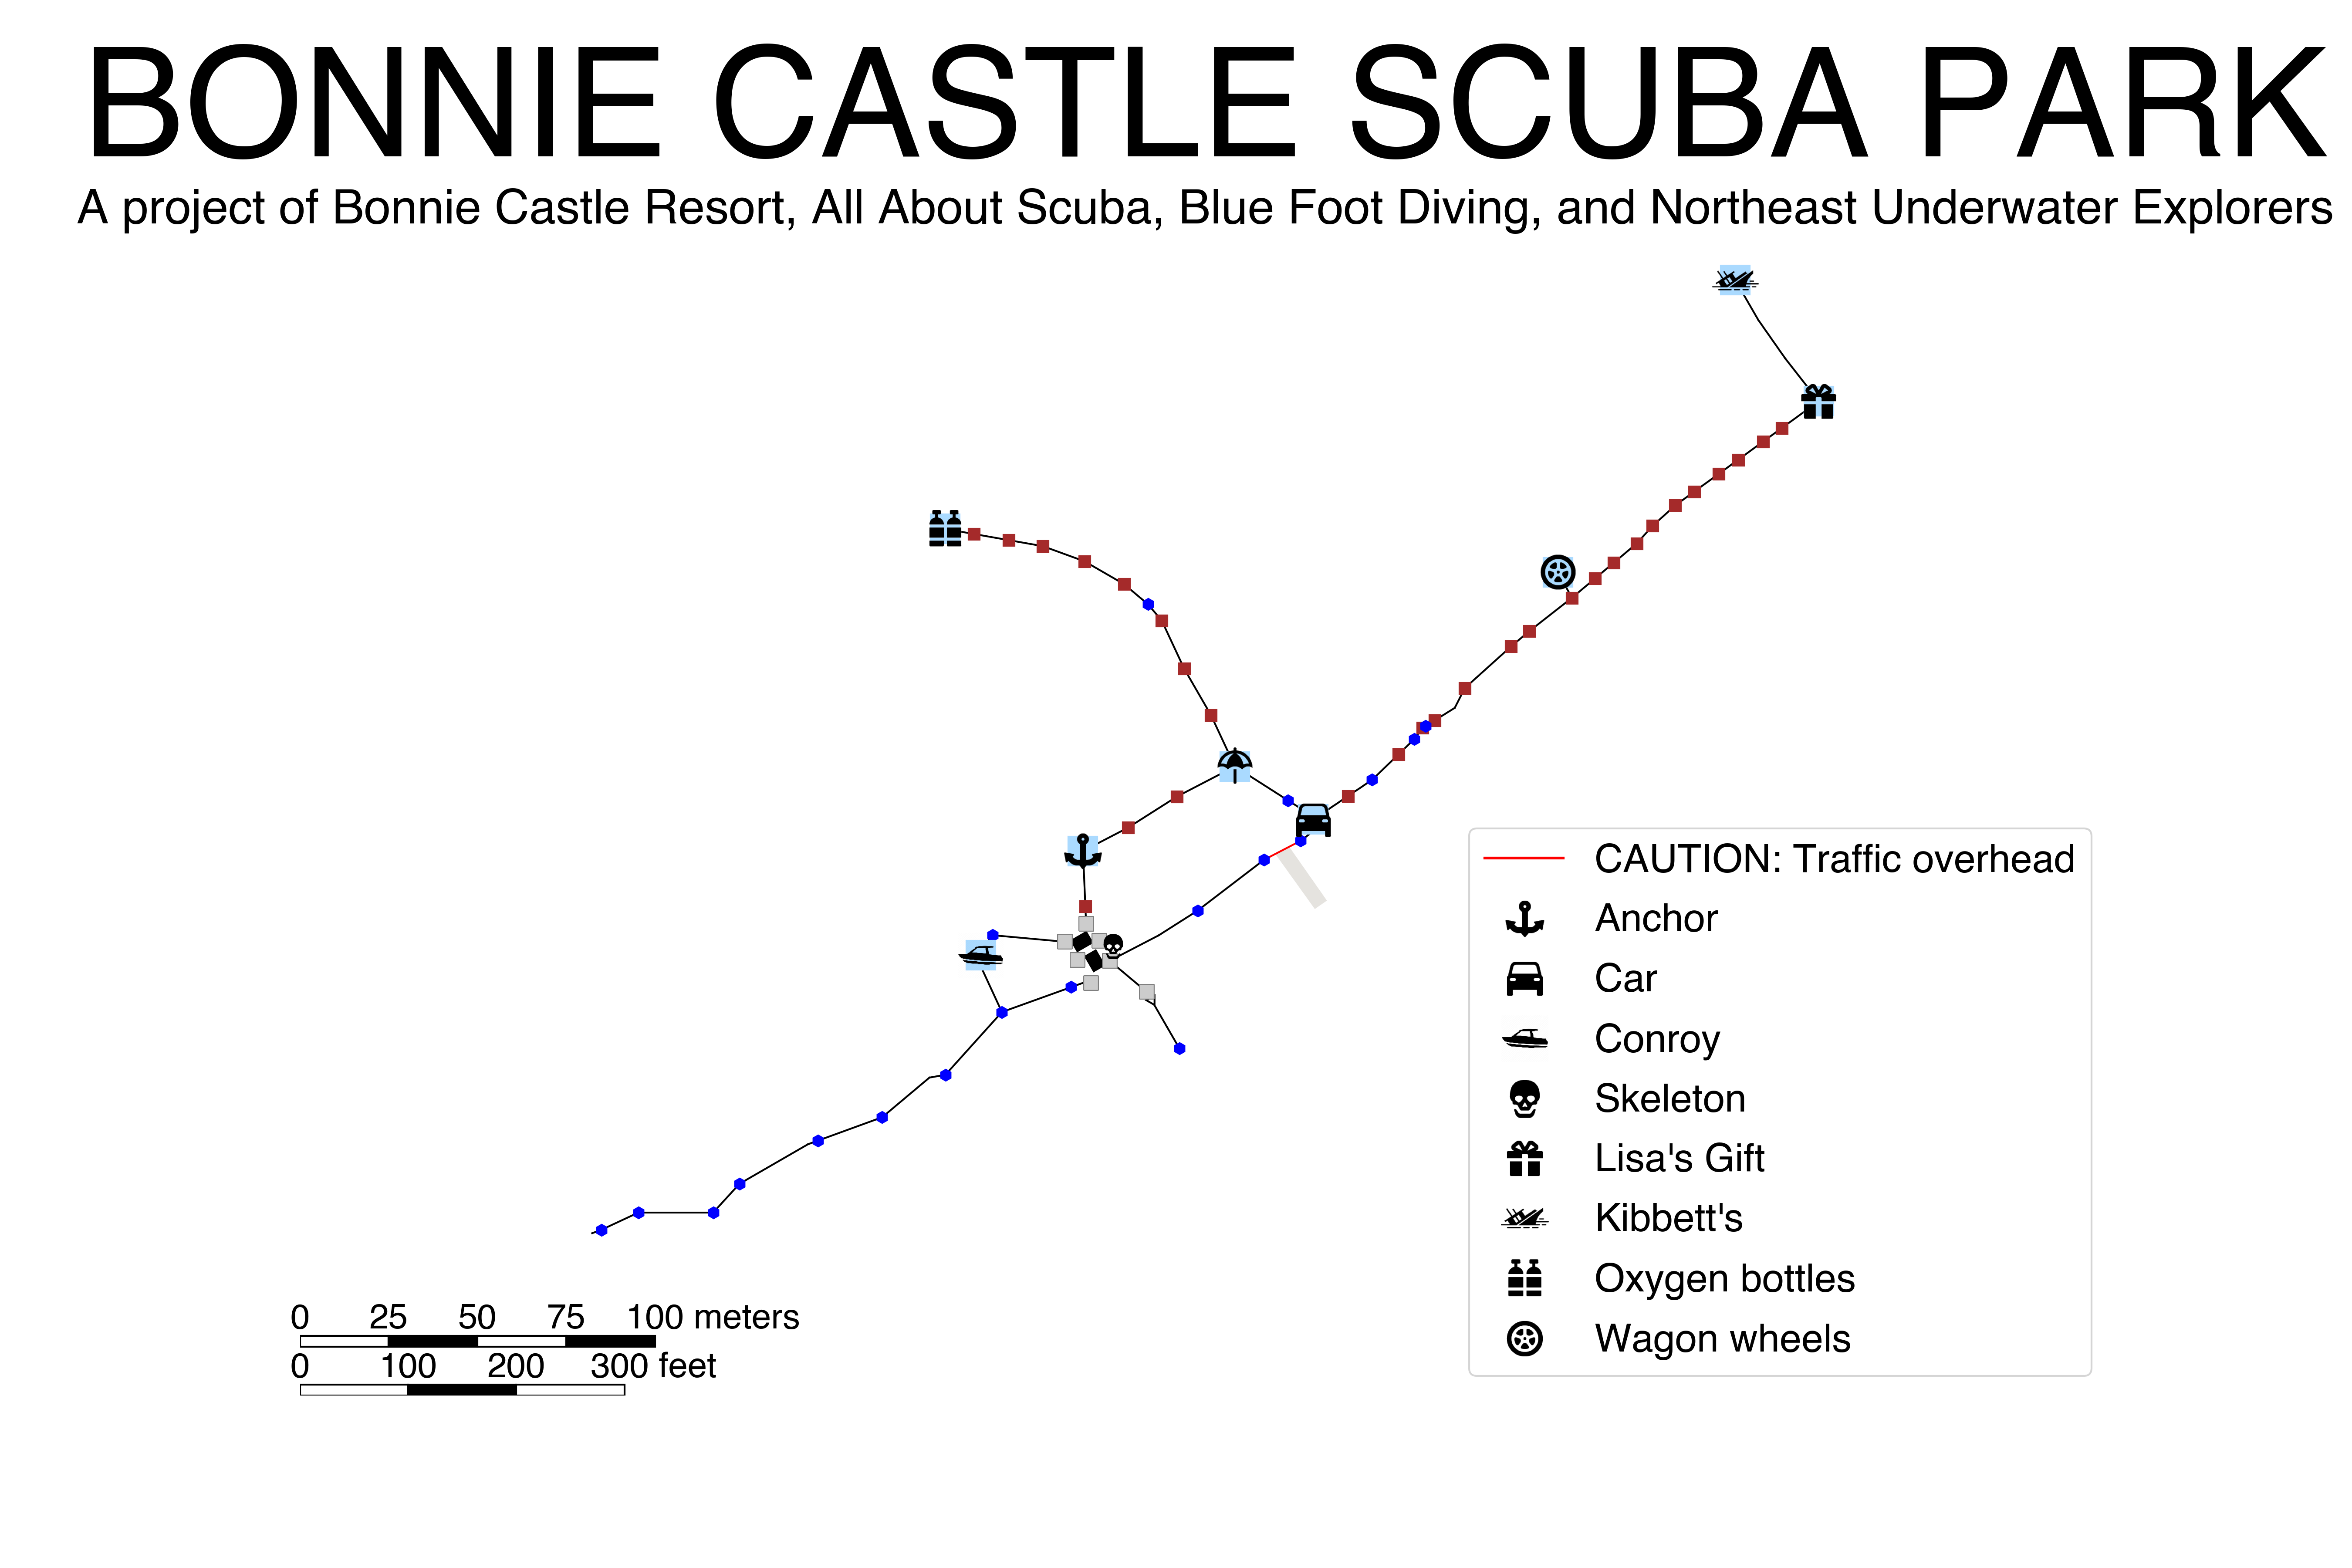 BONNIE CASTLE SCUBA PARK
A project of Bonnie Castle Resort, All About Scuba, Blue Foot Diving, and Northeast Underwater Explorers
CAUTION: Traffic overhead
Anchor
Car
Conroy
Skeleton
Lisa's Gift
Kibbett's
Oxygen bottles
Wagon wheels
0 25 50 75 100 meters
0 100 200 300 feet